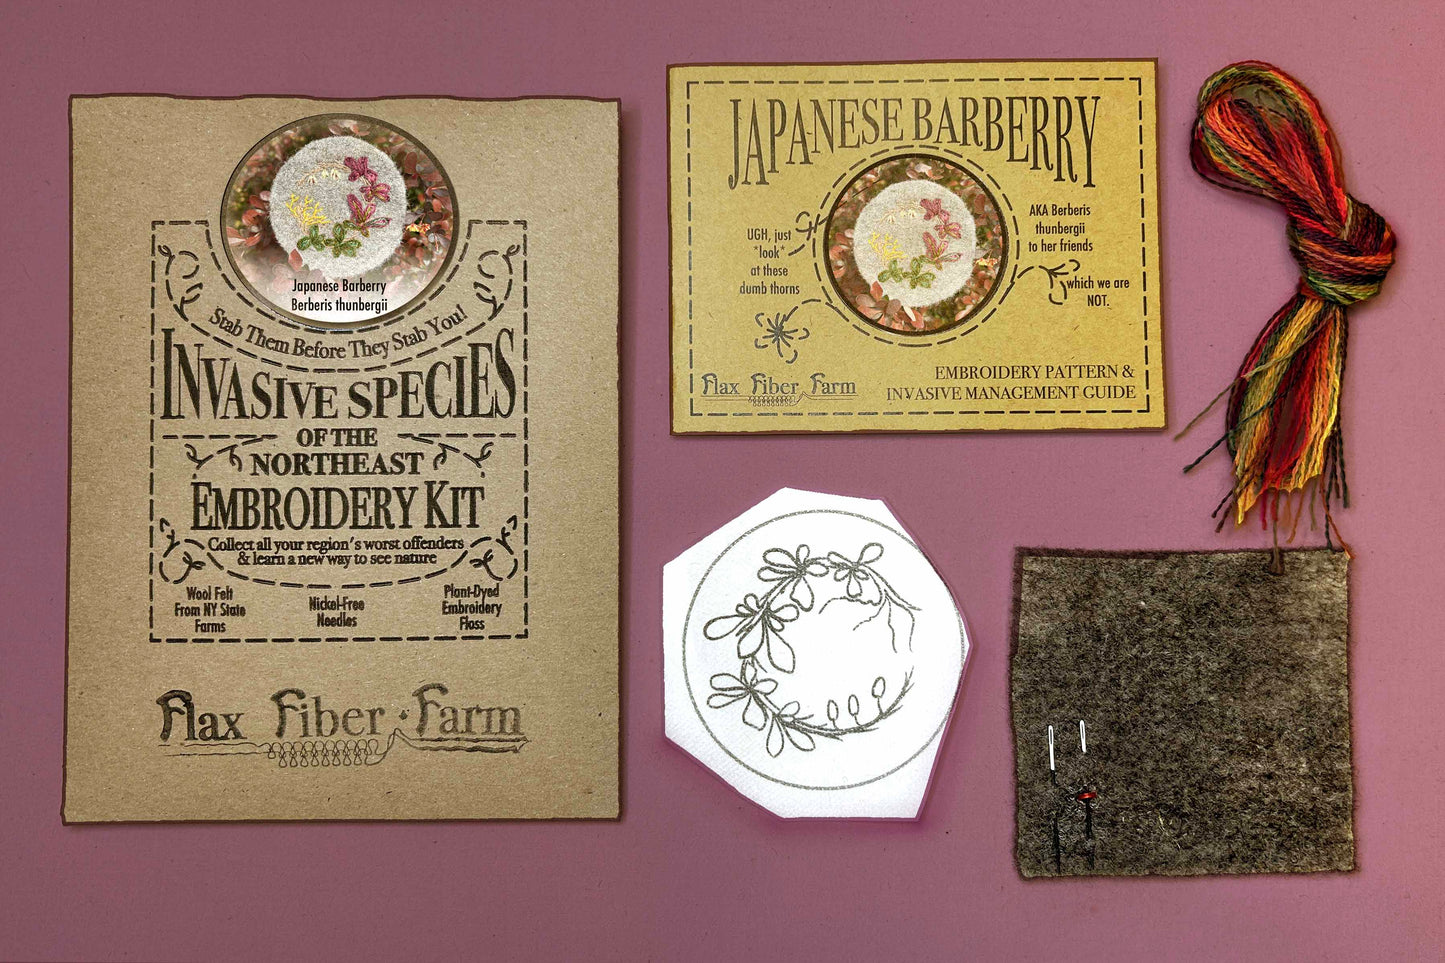 Japanese Barberry
Berberis thunbergii
Stab Them Before They Stab You!
INVASIVE SPECIES
OF THE
NORTHEAST
EMBROIDERY KIT
Collect all your region's worst offenders
& learn a new way to see nature
Wool Felt
From NY State
Farms
Nickel-Free
Needles
Plant-Dyed
Embroidery
Floss
Flax Fiber Farm
JAPANESE BARBERRY
UGH, just
*look*
at these
dumb thorns
AKA Berberis
thunbergii
to her friends
which we are
NOT.
Flax Fiber Farm
EMBROIDERY PATTERN &
INVASIVE MANAGEMENT GUIDE